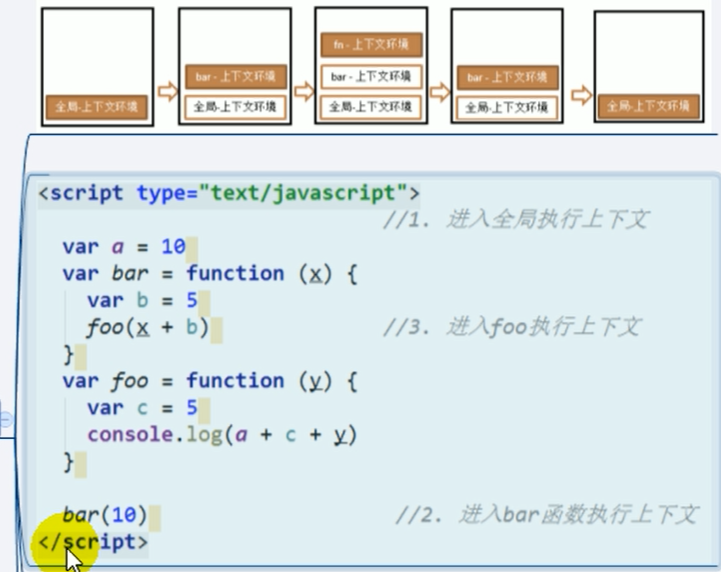 全局-上下文环境
bar - 上下文环境
全局-上下文环境
fn - 上下文环境
bar - 上下文环境
全局-上下文环境
bar - 上下文环境
全局-上下文环境
全局-上下文环境
<script type="text/javascript">
//1. 进入全局执行上下文
var a = 10
var bar = function (x) {
var b = 5
foo(x + b) //3. 进入foo执行上下文
}
var foo = function (y) {
var c = 5
console.log(a + c + y)
}
bar(10) //2. 进入bar函数执行上下文
</script>